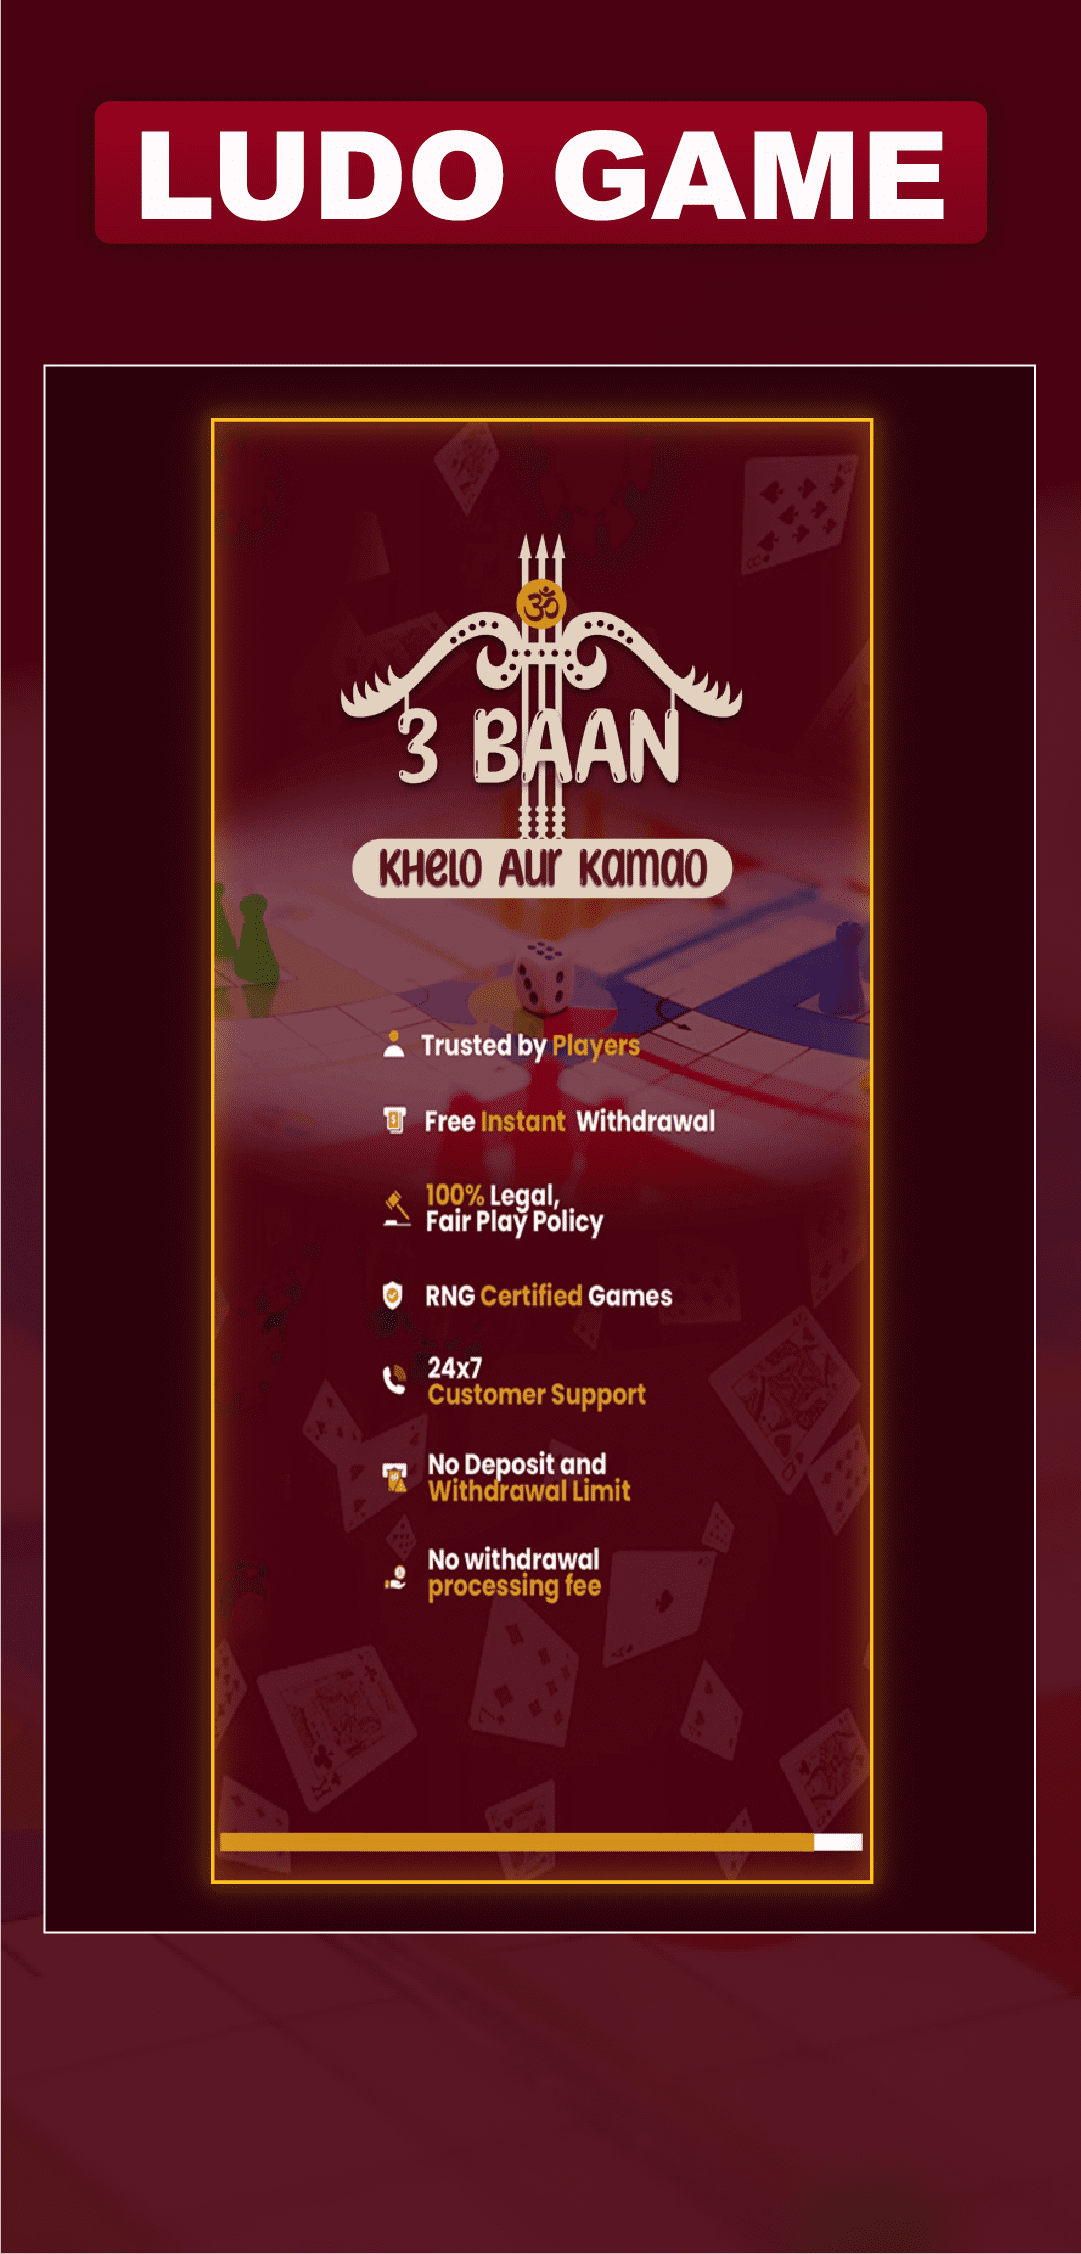 LUDO GAME
ॐ
3 BAAN
Khelo Aur Kamao
Trusted by Players
Free Instant Withdrawal
100% Legal,
Fair Play Policy
RNG Certified Games
24x7
Customer Support
No Deposit and
Withdrawal Limit
No withdrawal
processing fee